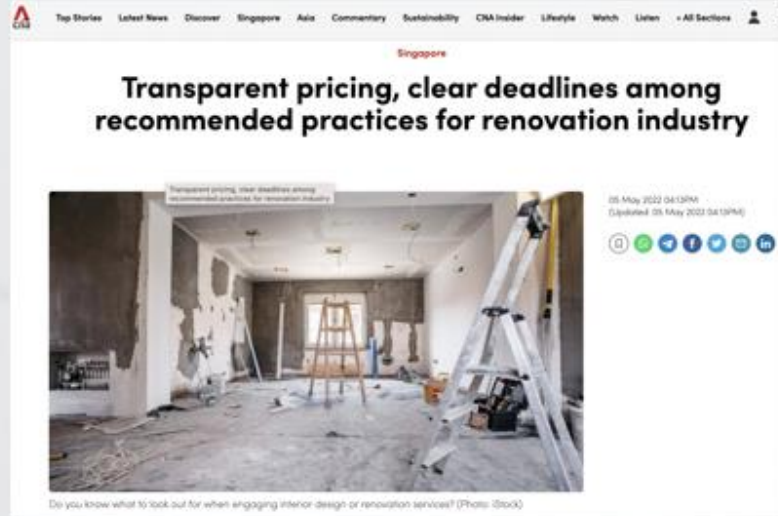 CNA
Top Stories Latest News Discover Singapore Asia Commentary Sustainability CNA Insider Lifestyle Watch Listen + All Sections
Singapore
Transparent pricing, clear deadlines among
recommended practices for renovation industry
Transparent pricing, clear deadlines among
recommended practices for renovation industry
05 May 2022 04:13PM
(Updated: 05 May 2022 04:13PM)
Do you know what to look out for when engaging interior design or renovation services? (Photo: iStock)